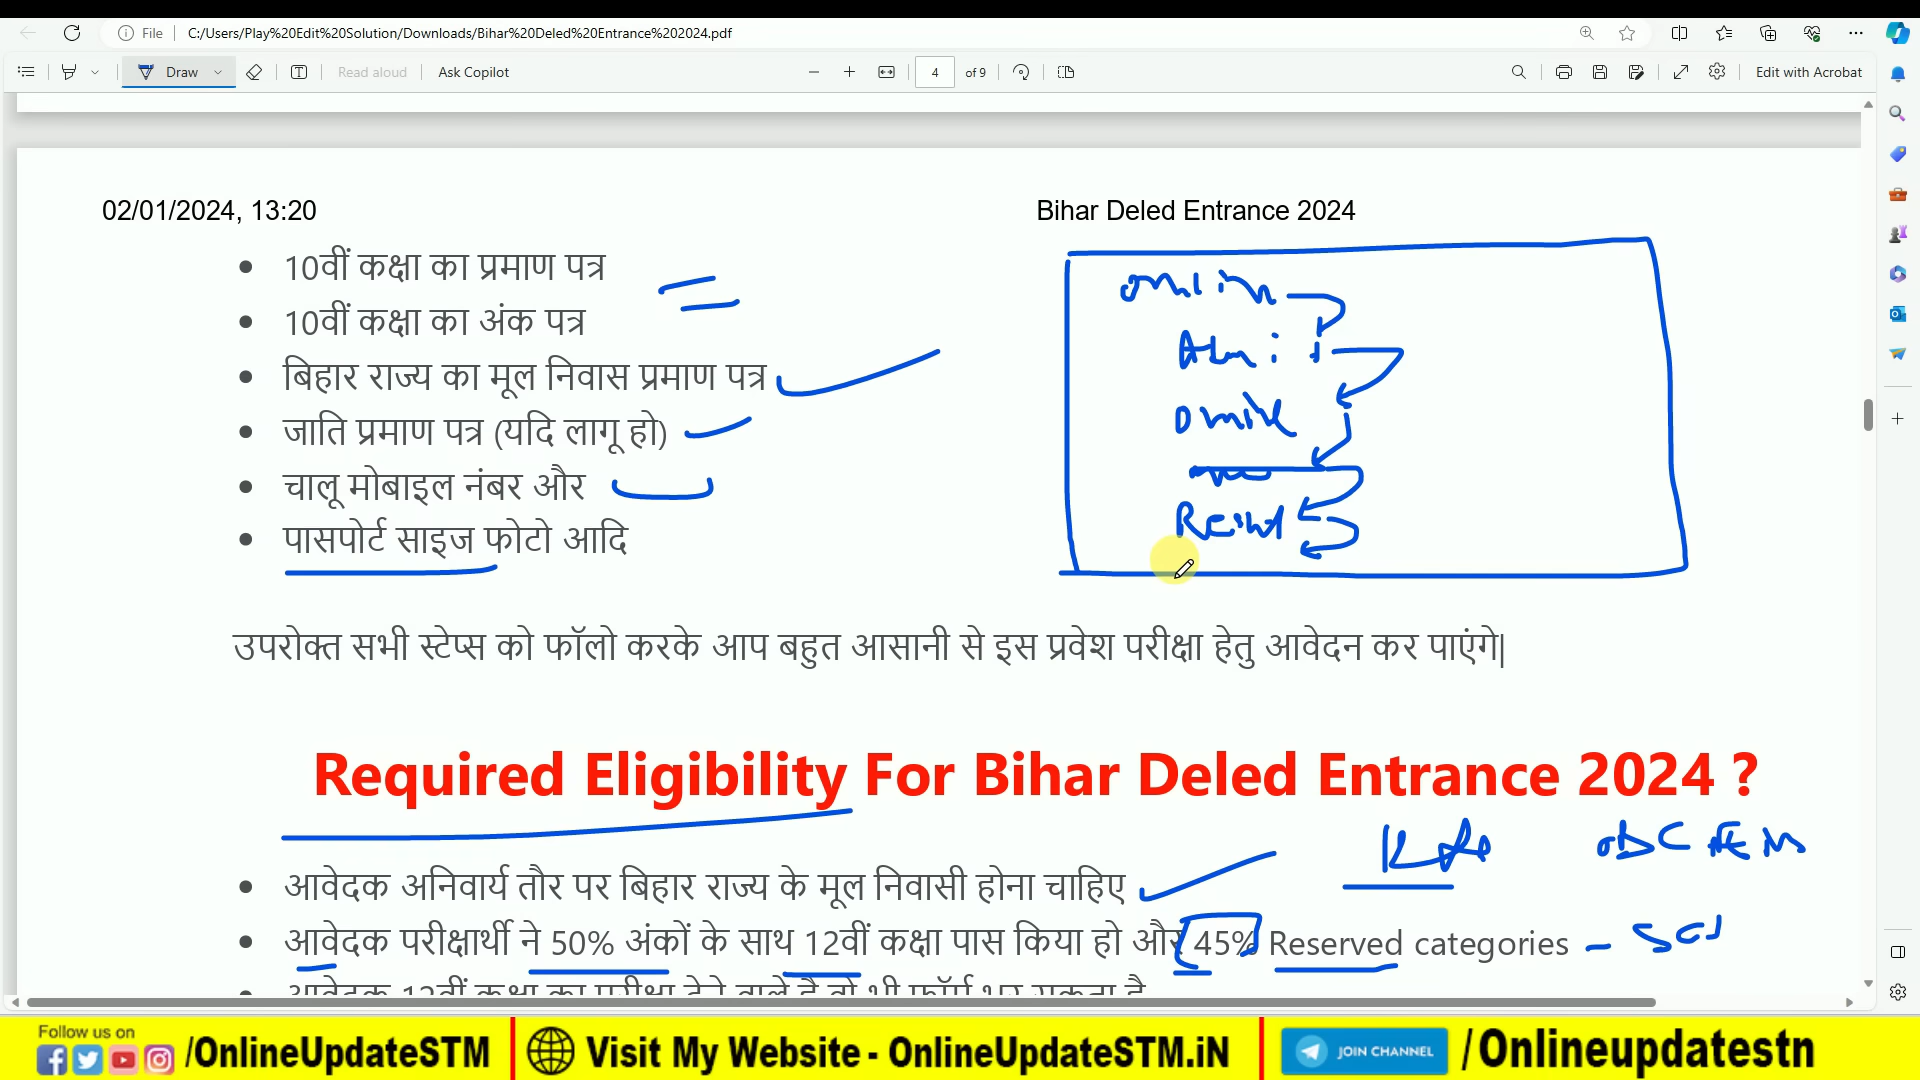 File C:/Users/Play%20Edit%20Solution/Downloads/Bihar%20Deled%20Entrance%202024.pdf
Draw Read aloud Ask Copilot 4 of 9 Edit with Acrobat
02/01/2024, 13:20 Bihar Deled Entrance 2024
• 10वीं कक्षा का प्रमाण पत्र
• 10वीं कक्षा का अंक पत्र
• बिहार राज्य का मूल निवास प्रमाण पत्र
• जाति प्रमाण पत्र (यदि लागू हो)
• चालू मोबाइल नंबर और
• पासपोर्ट साइज फोटो आदि
उपरोक्त सभी स्टेप्स को फॉलो करके आप बहुत आसानी से इस प्रवेश परीक्षा हेतु आवेदन कर पाएंगे|
Required Eligibility For Bihar Deled Entrance 2024 ?
• आवेदक अनिवार्य तौर पर बिहार राज्य के मूल निवासी होना चाहिए
• आवेदक परीक्षार्थी ने 50% अंकों के साथ 12वीं कक्षा पास किया हो और 45% Reserved categories
Follow us on
/OnlineUpdateSTM Visit My Website - OnlineUpdateSTM.iN JOIN CHANNEL /Onlineupdatestn